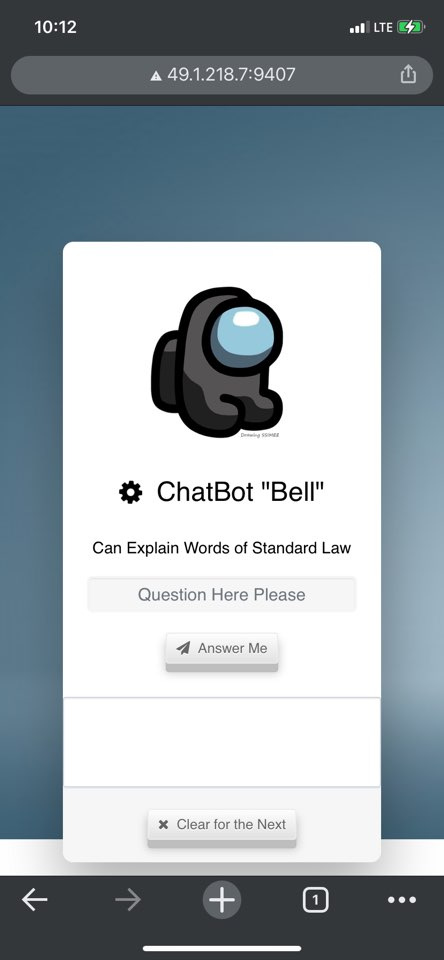 10:12
LTE
49.1.218.7:9407
Drawing SSIMEE
ChatBot "Bell"
Can Explain Words of Standard Law
Question Here Please
Answer Me
Clear for the Next
1